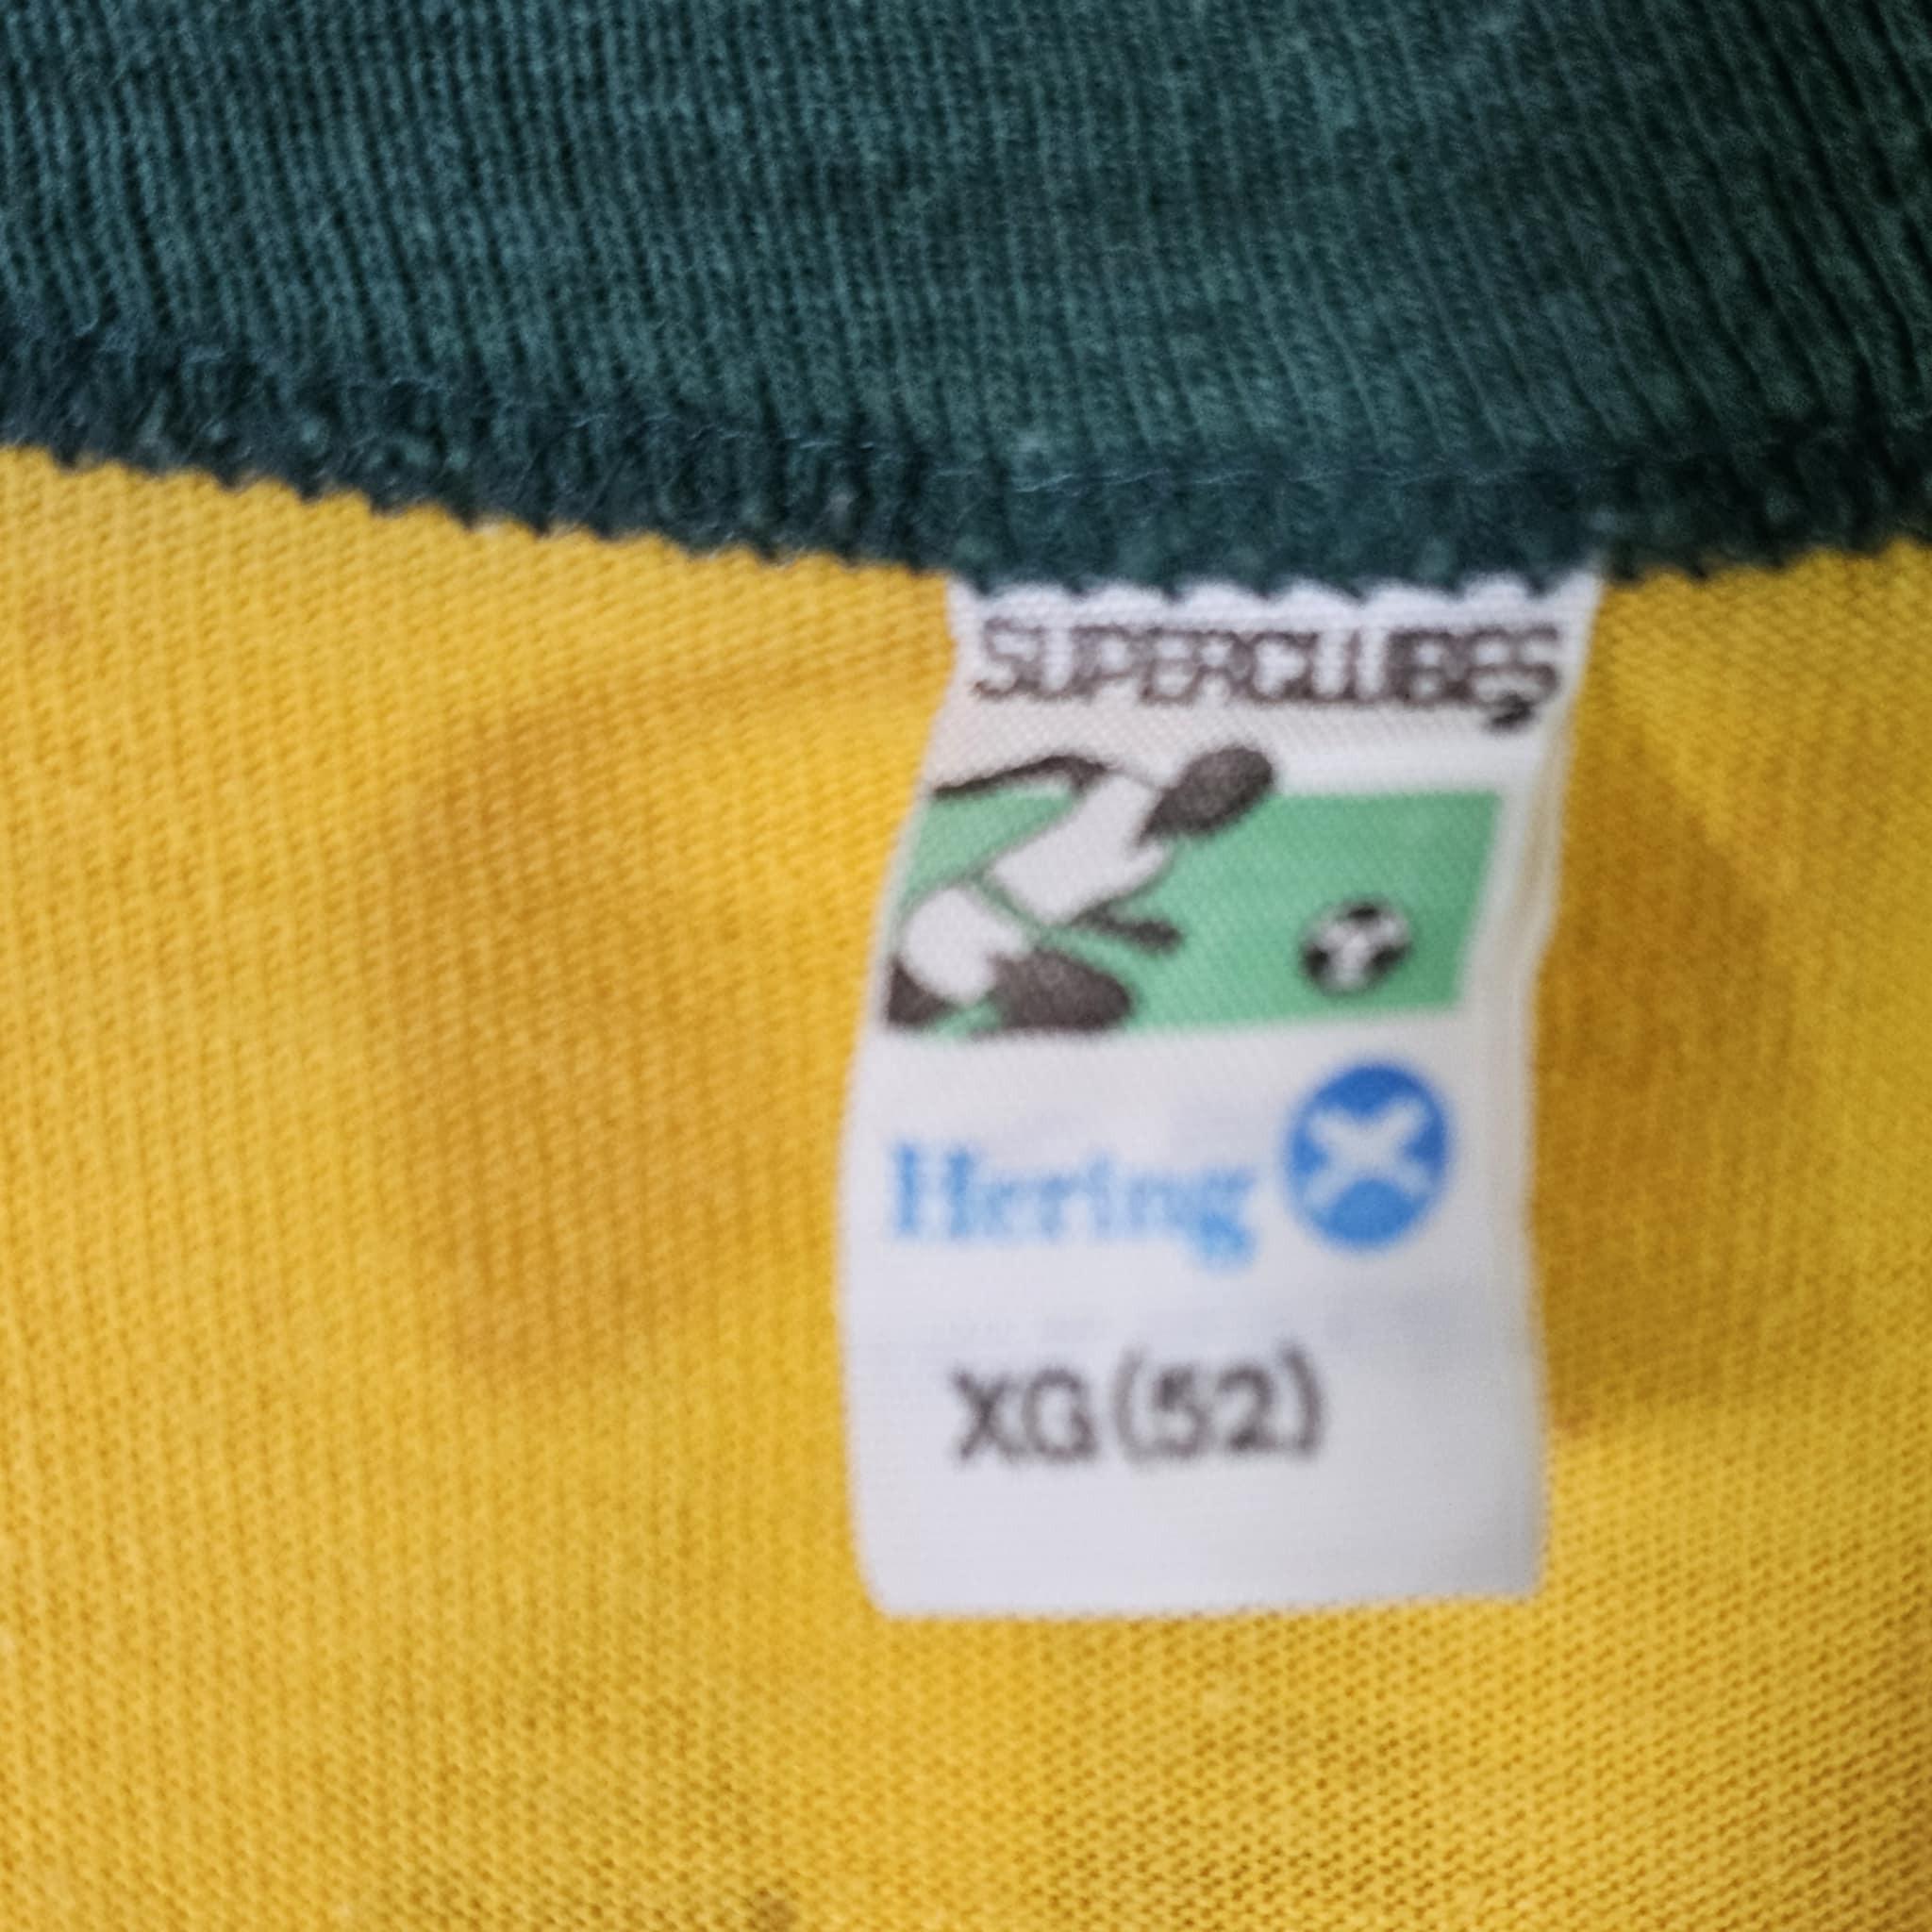 SUPERCLUBES
Hering
XG (52)